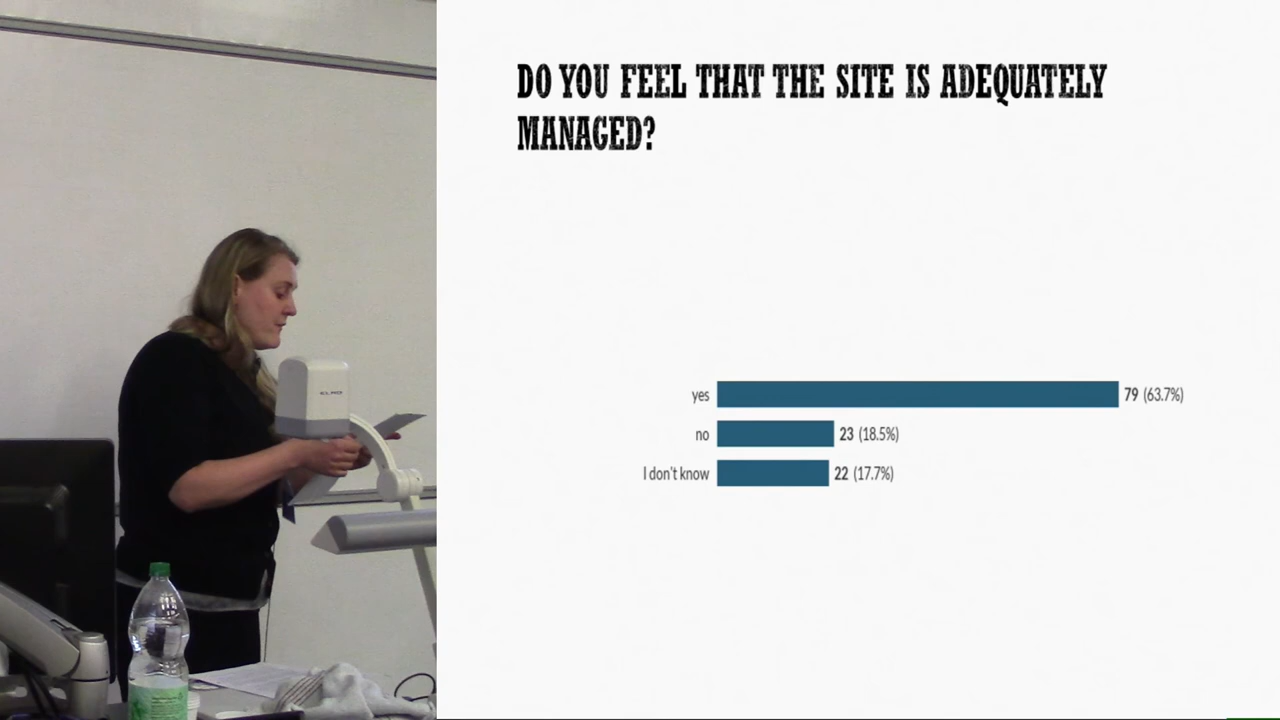 DO YOU FEEL THAT THE SITE IS ADEQUATELY
MANAGED?
yes 79 (63.7%)
no 23 (18.5%)
I don't know 22 (17.7%)
ELMO